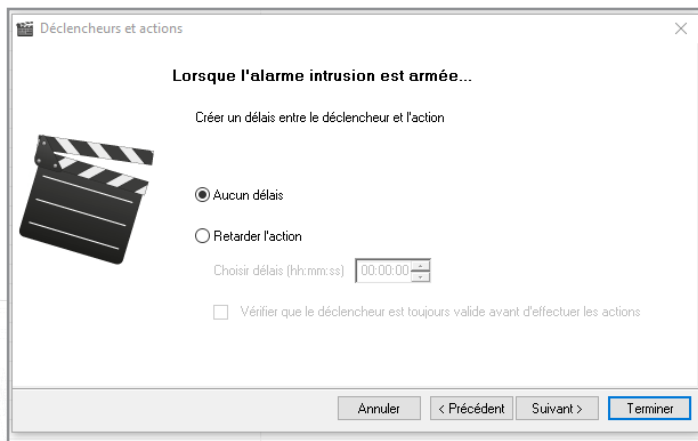 Déclencheurs et actions
Lorsque l'alarme intrusion est armée...
Créer un délais entre le déclencheur et l'action
Aucun délais
Retarder l'action
Choisir délais (hh:mm:ss) 00:00:00
Vérifier que le déclencheur est toujours valide avant d'effectuer les actions
Annuler < Précédent Suivant > Terminer